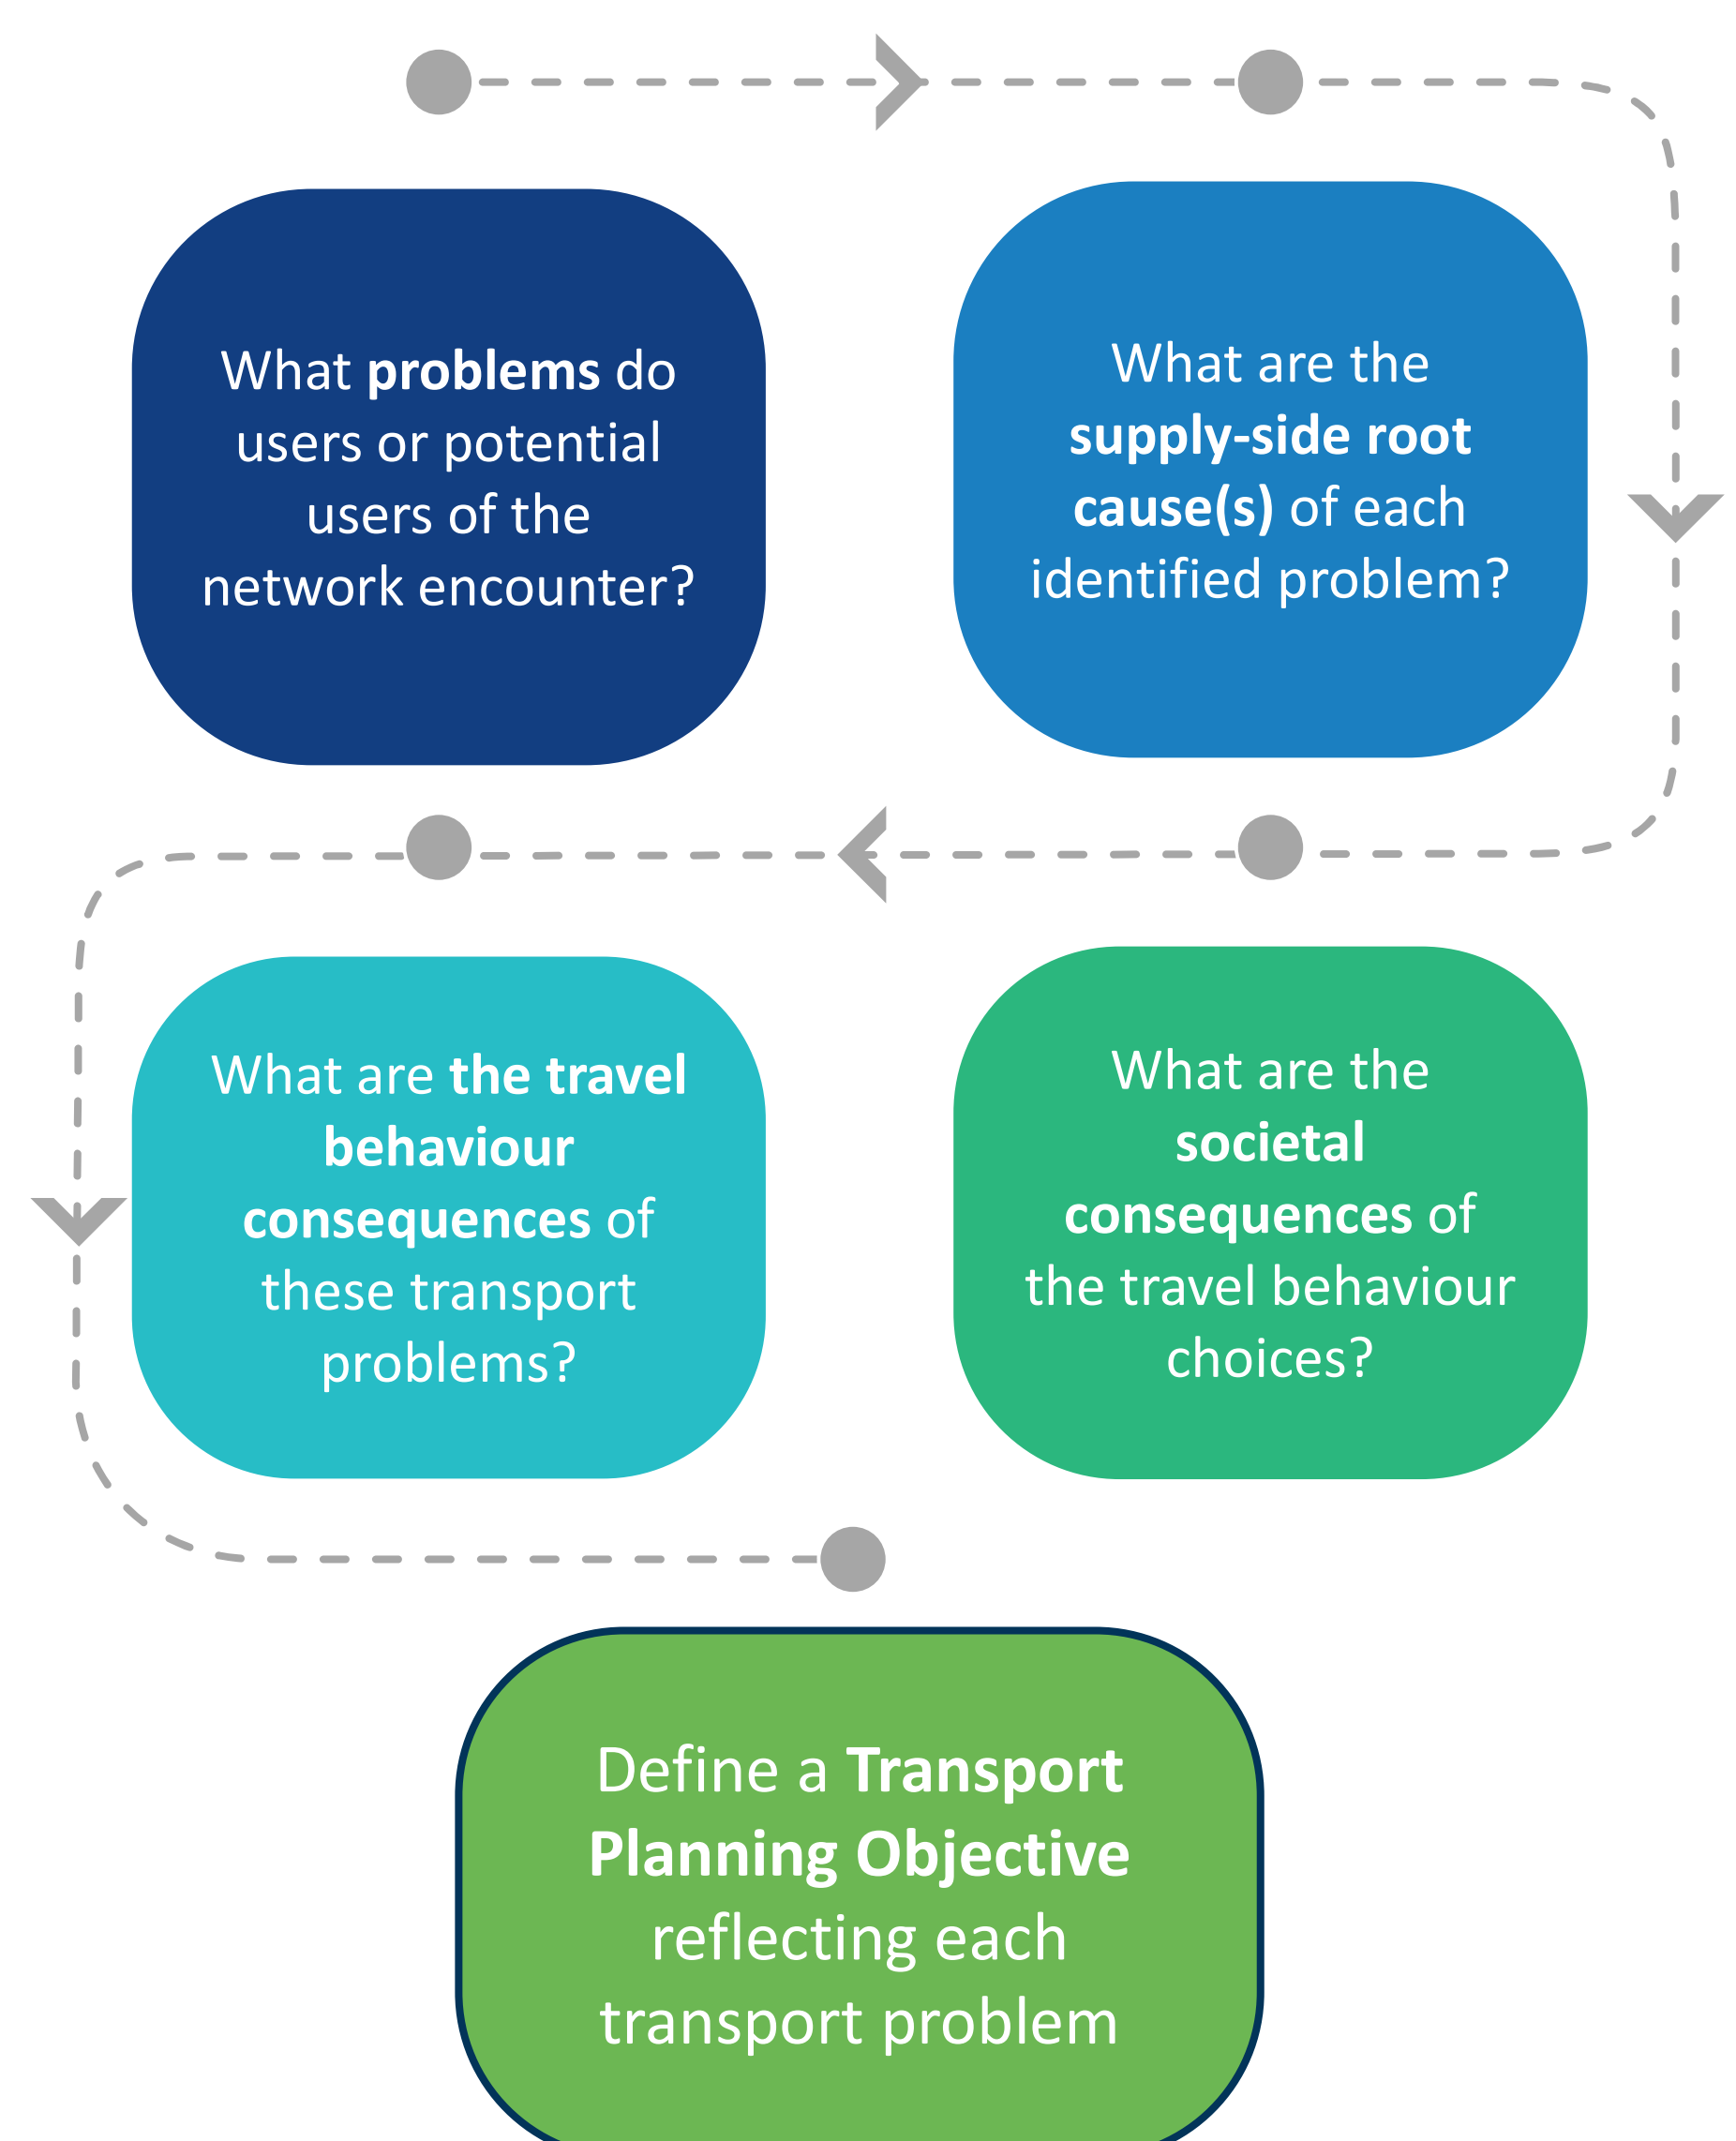 What problems do
users or potential
users of the
network encounter?
What are the
supply-side root
cause(s) of each
identified problem?
What are the travel
behaviour
consequences of
these transport
problems?
What are the
societal
consequences of
the travel behaviour
choices?
Define a Transport
Planning Objective
reflecting each
transport problem